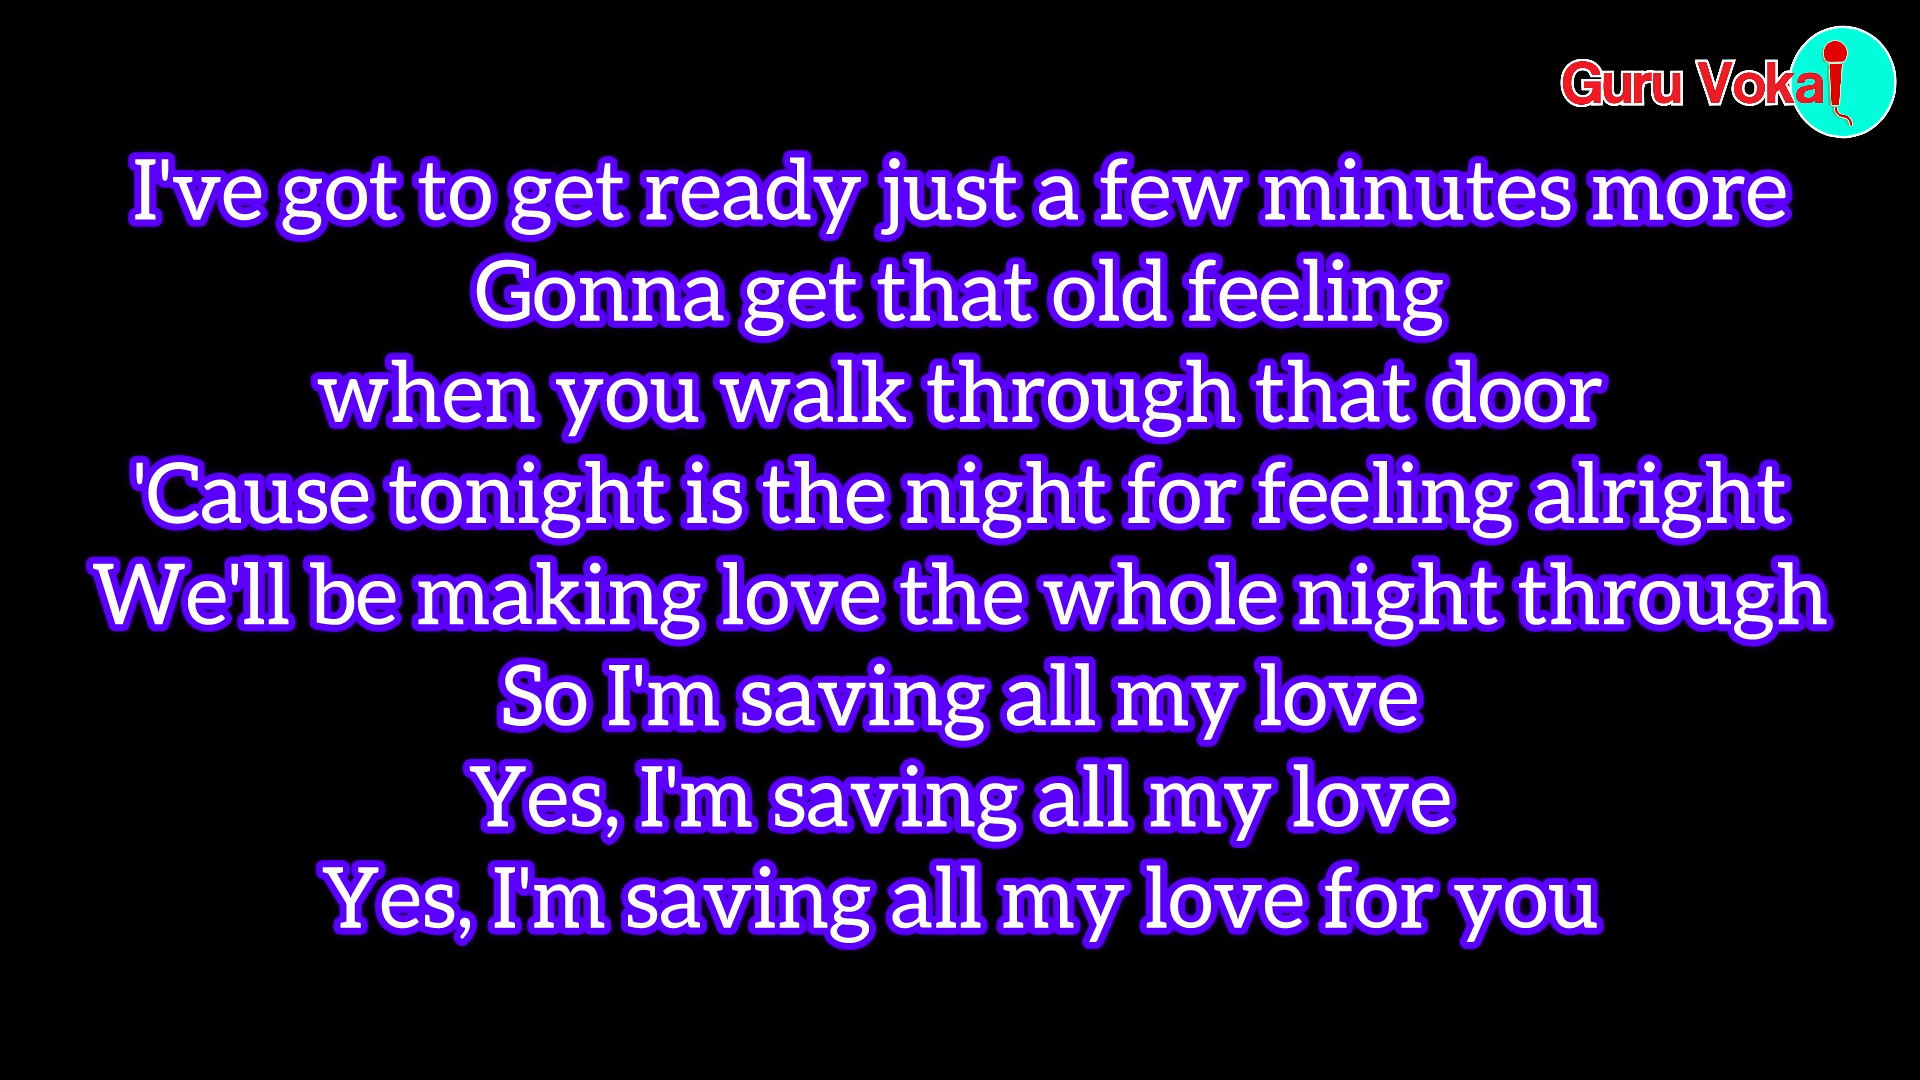 Guru Vokal
I've got to get ready just a few minutes more
Gonna get that old feeling
when you walk through that door
'Cause tonight is the night for feeling alright
We'll be making love the whole night through
So I'm saving all my love
Yes, I'm saving all my love
Yes, I'm saving all my love for you